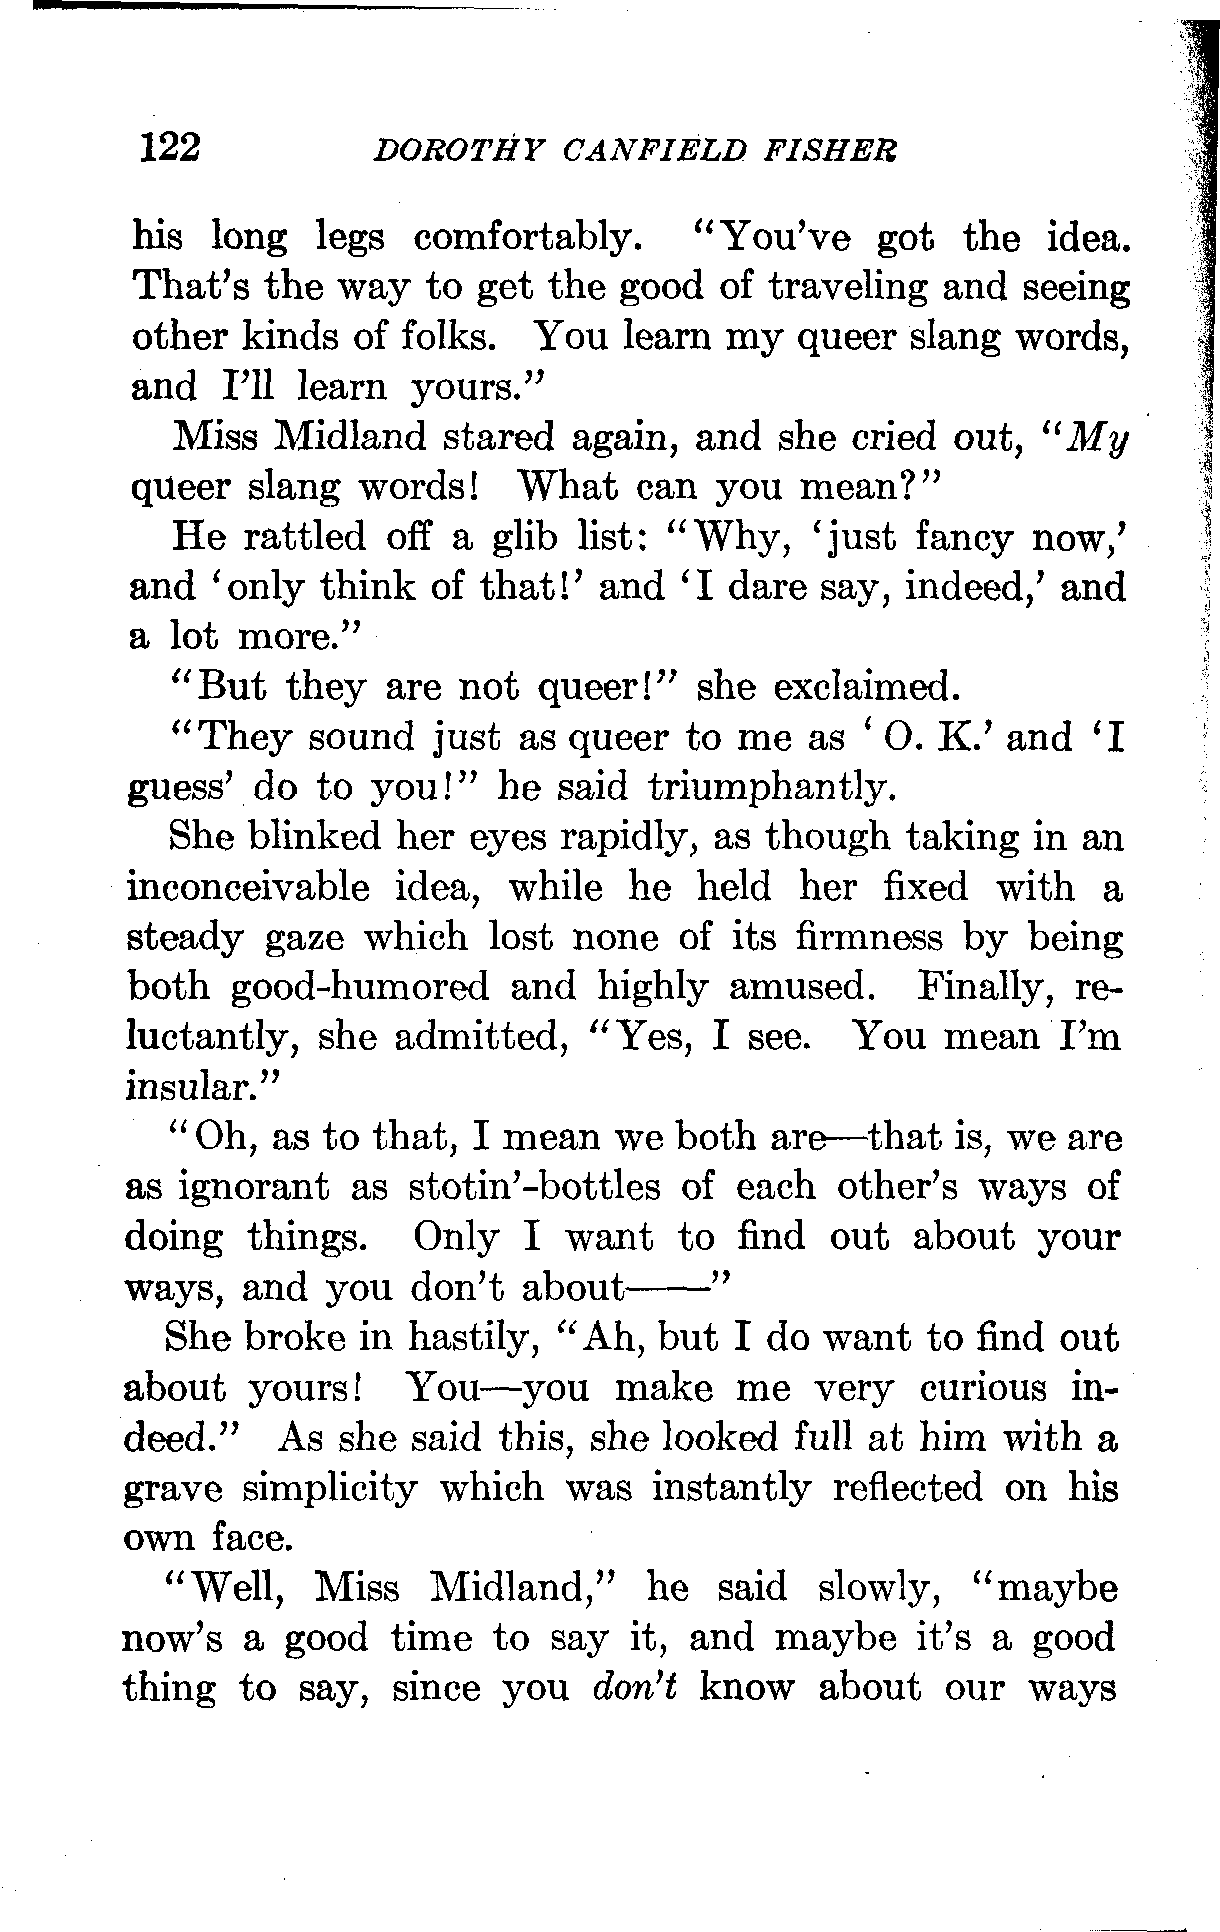 122 DOROTHY CANFIELD FISHER
his long legs comfortably. "You've got the idea.
That's the way to get the good of traveling and seeing
other kinds of folks. You learn my queer slang words,
and I'll learn yours."
Miss Midland stared again, and she cried out, "My
queer slang words! What can you mean?"
He rattled off a glib list: "Why, 'just fancy now,'
and 'only think of that!' and 'I dare say, indeed,' and
a lot more."
"But they are not queer!" she exclaimed.
"They sound just as queer to me as 'O. K.' and 'I
guess' do to you!" he said triumphantly.
She blinked her eyes rapidly, as though taking in an
inconceivable idea, while he held her fixed with a
steady gaze which lost none of its firmness by being
both good-humored and highly amused. Finally, re-
luctantly, she admitted, "Yes, I see. You mean I'm
insular."
"Oh, as to that, I mean we both are—that is, we are
as ignorant as stotin'-bottles of each other's ways of
doing things. Only I want to find out about your
ways, and you don't about——"
She broke in hastily, "Ah, but I do want to find out
about yours! You—you make me very curious in-
deed." As she said this, she looked full at him with a
grave simplicity which was instantly reflected on his
own face.
"Well, Miss Midland," he said slowly, "maybe
now's a good time to say it, and maybe it's a good
thing to say, since you don't know about our ways